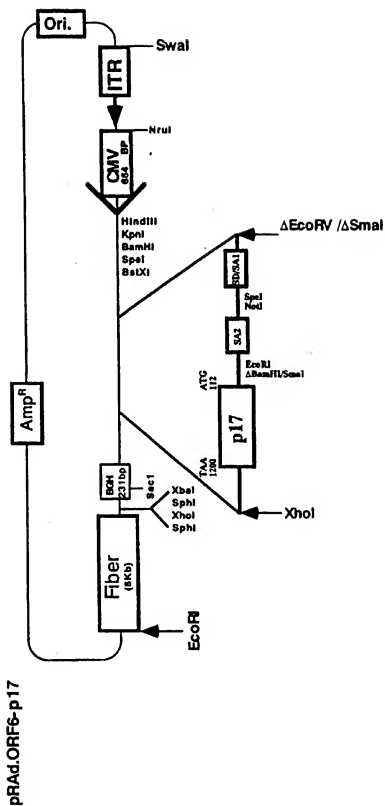 pRAd.ORF6-p17
Ori.
ITR
SwaI
CMV
654 BP
NruI
HindIII
KpnI
BamHI
SpeI
BstXI
Amp^R
BGH
231bp
Sac1
XbaI
SphI
XhoI
SphI
Fiber
(6Kb)
EcoRI
ΔEcoRV /ΔSmaI
SD/SA1
SpeI
NotI
SA2
EcoRI
ΔBamHI/SmaI
ATG
112
p17
TAA
1200
XhoI